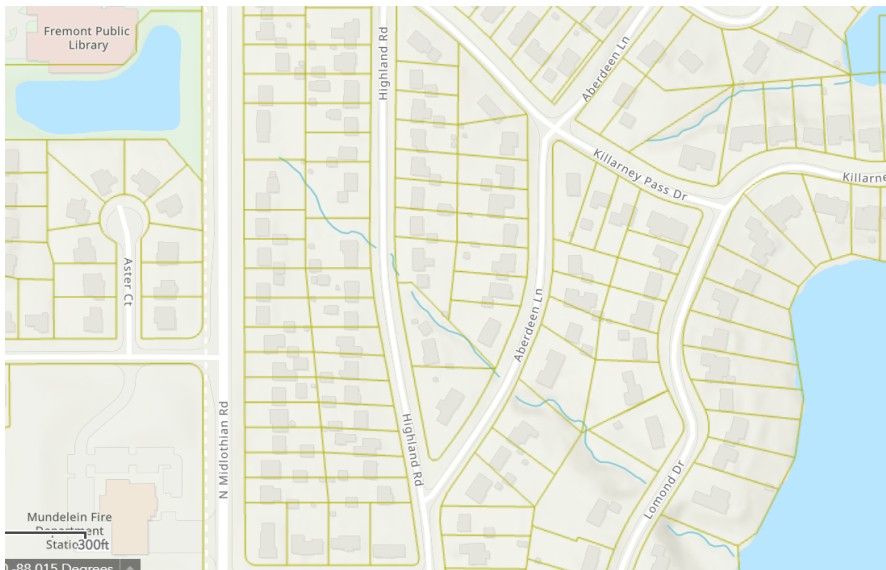 Fremont Public
Library
Highland Rd
Aberdeen Ln
Killarney Pass Dr
Killarne
Aster Ct
Aberdeen Ln
N Midlothian Rd
Highland Rd
Lomond Dr
Mundelein Fire
Department
Static
300ft
-88.015 Degrees